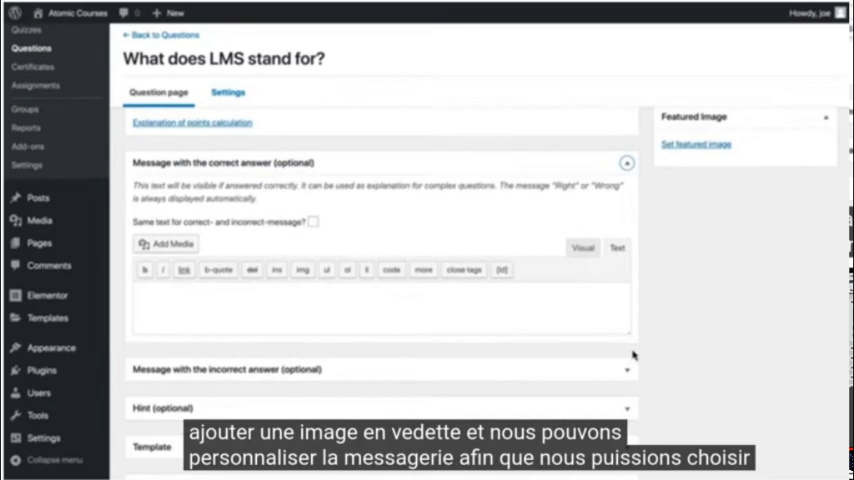 Atomic Courses 0 + New Howdy, joe
Quizzes
Questions
Certificates
Assignments
Groups
Reports
Add-ons
Settings
Posts
Media
Pages
Comments
Elementor
Templates
Appearance
Plugins
Users
Tools
Settings
Collapse menu
← Back to Questions
What does LMS stand for?
Question page Settings
Explanation of points calculation
Message with the correct answer (optional)
This text will be visible if answered correctly. It can be used as explanation for complex questions. The message "Right" or "Wrong"
is always displayed automatically.
Same text for correct- and incorrect-message?
Add Media Visual Text
b i link b-quote del ins img ul ol li code more close tags [ld]
Message with the incorrect answer (optional)
Hint (optional)
Template
Featured Image
Set featured image
ajouter une image en vedette et nous pouvons
personnaliser la messagerie afin que nous puissions choisir